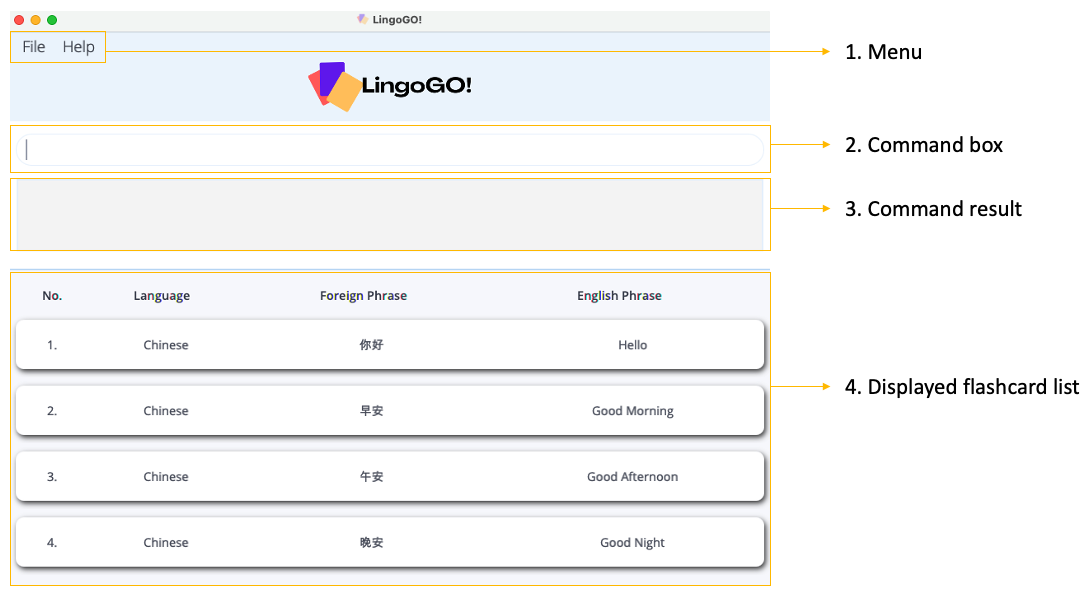 LingoGO!
File Help
1. Menu
LingoGO!
2. Command box
3. Command result
No. Language Foreign Phrase English Phrase
1. Chinese 你好 Hello
4. Displayed flashcard list
2. Chinese 早安 Good Morning
3. Chinese 午安 Good Afternoon
4. Chinese 晚安 Good Night